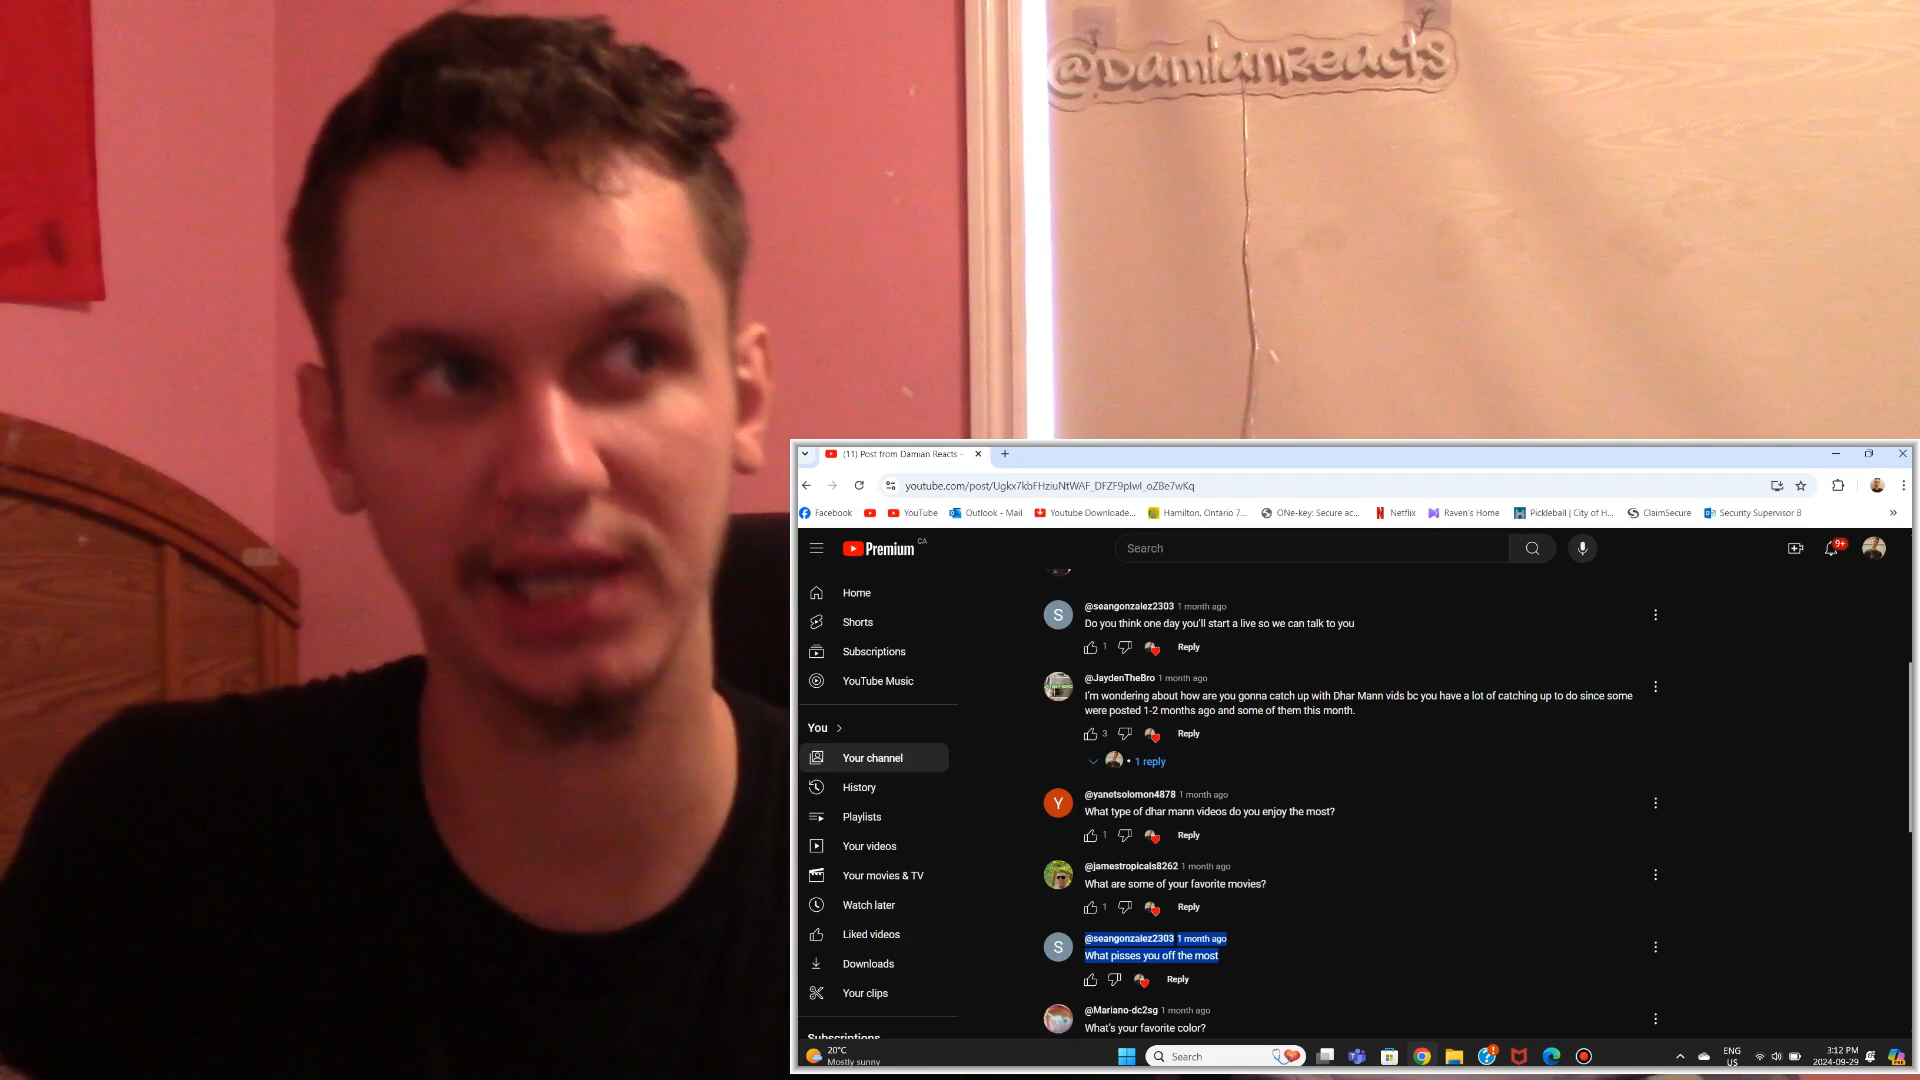 @DamianReacts
(11) Post from Damian Reacts -
youtube.com/post/Ugkx7kbFHziuNtWAF_DFZF9pIwI_oZBe7wKq
Facebook YouTube Outlook - Mail Youtube Downloade... Hamilton, Ontario 7... ONe-key: Secure ac... Netflix Raven's Home Pickleball | City of H... ClaimSecure Security Supervisor 8
Premium CA
Search
9+
Home
Shorts
Subscriptions
YouTube Music
You
Your channel
History
Playlists
Your videos
Your movies & TV
Watch later
Liked videos
Downloads
Your clips
Subscriptions
S
@seangonzalez2303 1 month ago
Do you think one day you'll start a live so we can talk to you
1 Reply
@JaydenTheBro 1 month ago
I'm wondering about how are you gonna catch up with Dhar Mann vids bc you have a lot of catching up to do since some
were posted 1-2 months ago and some of them this month.
3 Reply
• 1 reply
Y
@yanetsolomon4878 1 month ago
What type of dhar mann videos do you enjoy the most?
1 Reply
@jamestropicals8262 1 month ago
What are some of your favorite movies?
1 Reply
S
@seangonzalez2303 1 month ago
What pisses you off the most
Reply
@Mariano-dc2sg 1 month ago
What's your favorite color?
20°C
Mostly sunny
Search
ENG
US
3:12 PM
2024-09-29